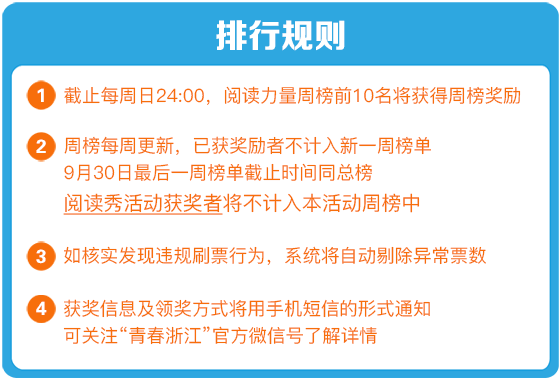 排行规则
1 截止每周日24:00，阅读力量周榜前10名将获得周榜奖励
2 周榜每周更新，已获奖励者不计入新一周榜单
9月30日最后一周榜单截止时间同总榜
阅读秀活动获奖者将不计入本活动周榜中
3 如核实发现违规刷票行为，系统将自动剔除异常票数
4 获奖信息及领奖方式将用手机短信的形式通知
可关注“青春浙江”官方微信号了解详情